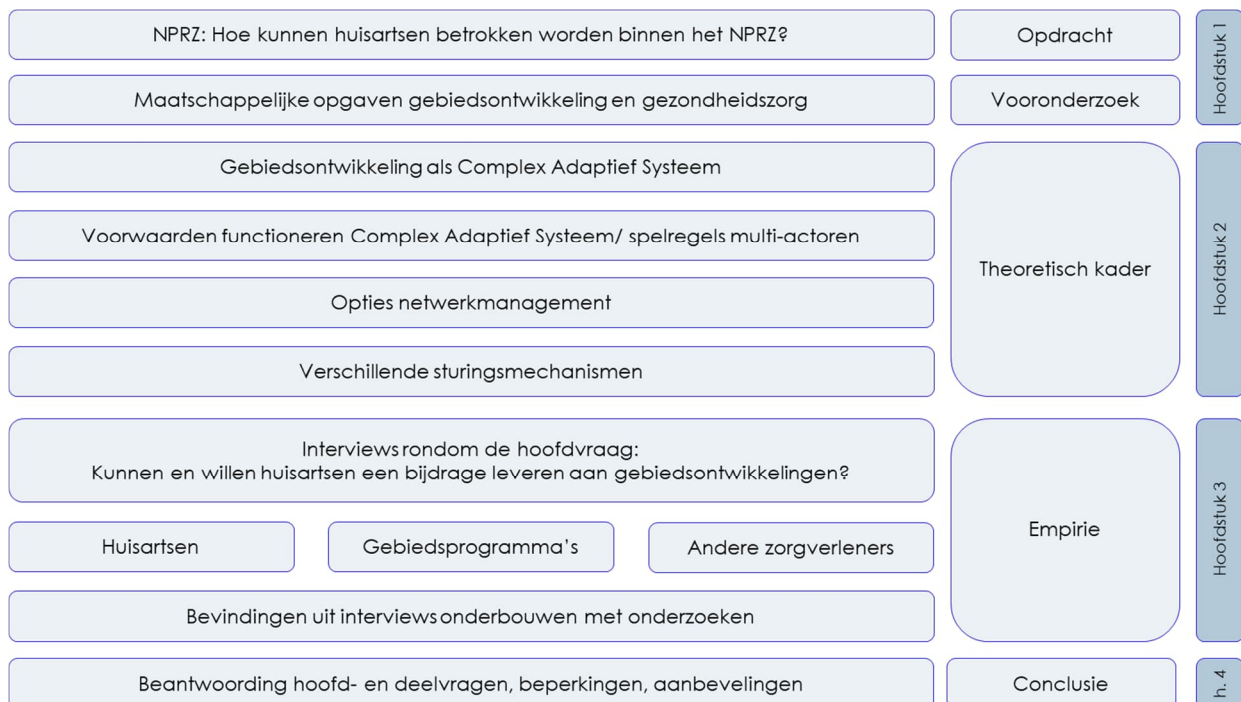 NPRZ: Hoe kunnen huisartsen betrokken worden binnen het NPRZ?
Opdracht
Hoofdstuk 1
Maatschappelijke opgaven gebiedsontwikkeling en gezondheidszorg
Vooronderzoek
Gebiedsontwikkeling als Complex Adaptief Systeem
Voorwaarden functioneren Complex Adaptief Systeem/ spelregels multi-actoren
Opties netwerkmanagement
Verschillende sturingsmechanismen
Theoretisch kader
Hoofdstuk 2
Interviews rondom de hoofdvraag:
Kunnen en willen huisartsen een bijdrage leveren aan gebiedsontwikkelingen?
Huisartsen
Gebiedsprogramma's
Andere zorgverleners
Bevindingen uit interviews onderbouwen met onderzoeken
Empirie
Hoofdstuk 3
Beantwoording hoofd- en deelvragen, beperkingen, aanbevelingen
Conclusie
h. 4